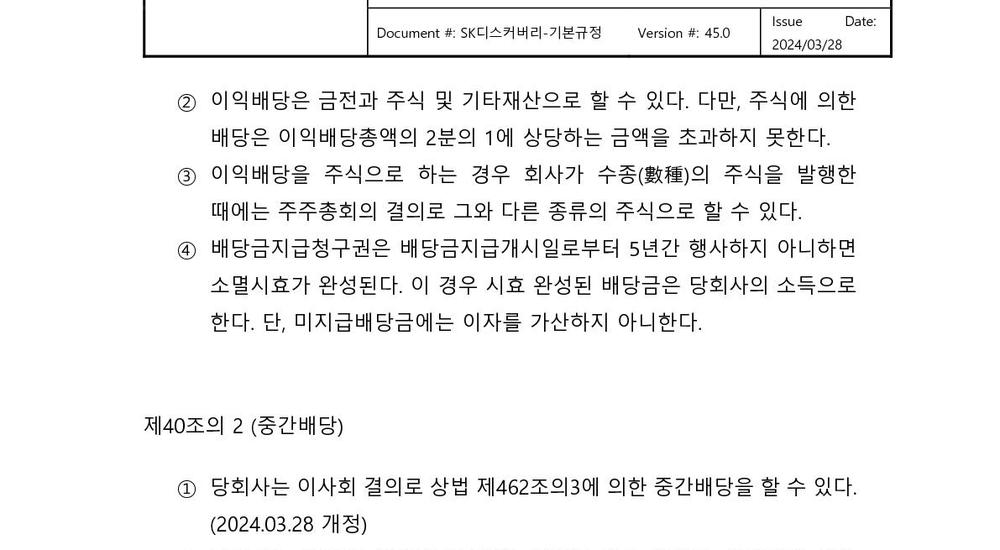 Document #: SK디스커버리-기본규정 Version #: 45.0 Issue Date:
2024/03/28
② 이익배당은 금전과 주식 및 기타재산으로 할 수 있다. 다만, 주식에 의한
배당은 이익배당총액의 2분의 1에 상당하는 금액을 초과하지 못한다.
③ 이익배당을 주식으로 하는 경우 회사가 수종(數種)의 주식을 발행한
때에는 주주총회의 결의로 그와 다른 종류의 주식으로 할 수 있다.
④ 배당금지급청구권은 배당금지급개시일로부터 5년간 행사하지 아니하면
소멸시효가 완성된다. 이 경우 시효 완성된 배당금은 당회사의 소득으로
한다. 단, 미지급배당금에는 이자를 가산하지 아니한다.
제40조의 2 (중간배당)
① 당회사는 이사회 결의로 상법 제462조의3에 의한 중간배당을 할 수 있다.
(2024.03.28 개정)